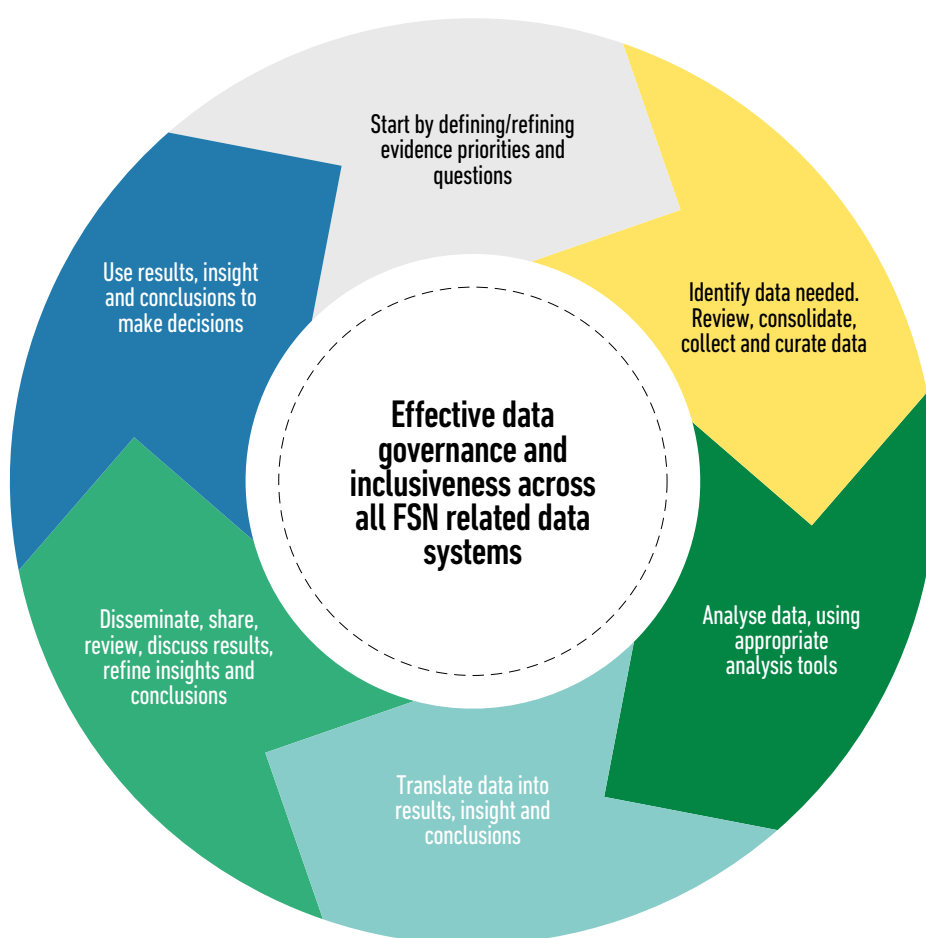 Start by defining/refining
evidence priorities and
questions
Identify data needed.
Review, consolidate,
collect and curate data
Analyse data, using
appropriate
analysis tools
Translate data into
results, insight and
conclusions
Disseminate, share,
review, discuss results,
refine insights and
conclusions
Use results, insight
and conclusions to
make decisions
Effective data
governance and
inclusiveness across
all FSN related data
systems